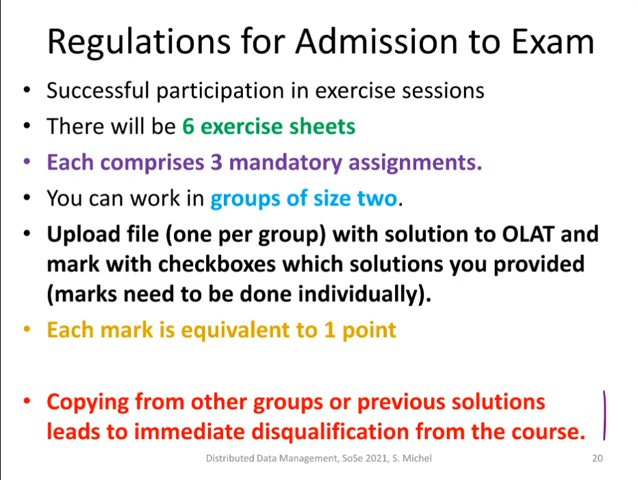 Regulations for Admission to Exam
• Successful participation in exercise sessions
• There will be 6 exercise sheets
• Each comprises 3 mandatory assignments.
• You can work in groups of size two.
• Upload file (one per group) with solution to OLAT and
mark with checkboxes which solutions you provided
(marks need to be done individually).
• Each mark is equivalent to 1 point
• Copying from other groups or previous solutions
leads to immediate disqualification from the course.
Distributed Data Management, SoSe 2021, S. Michel
20